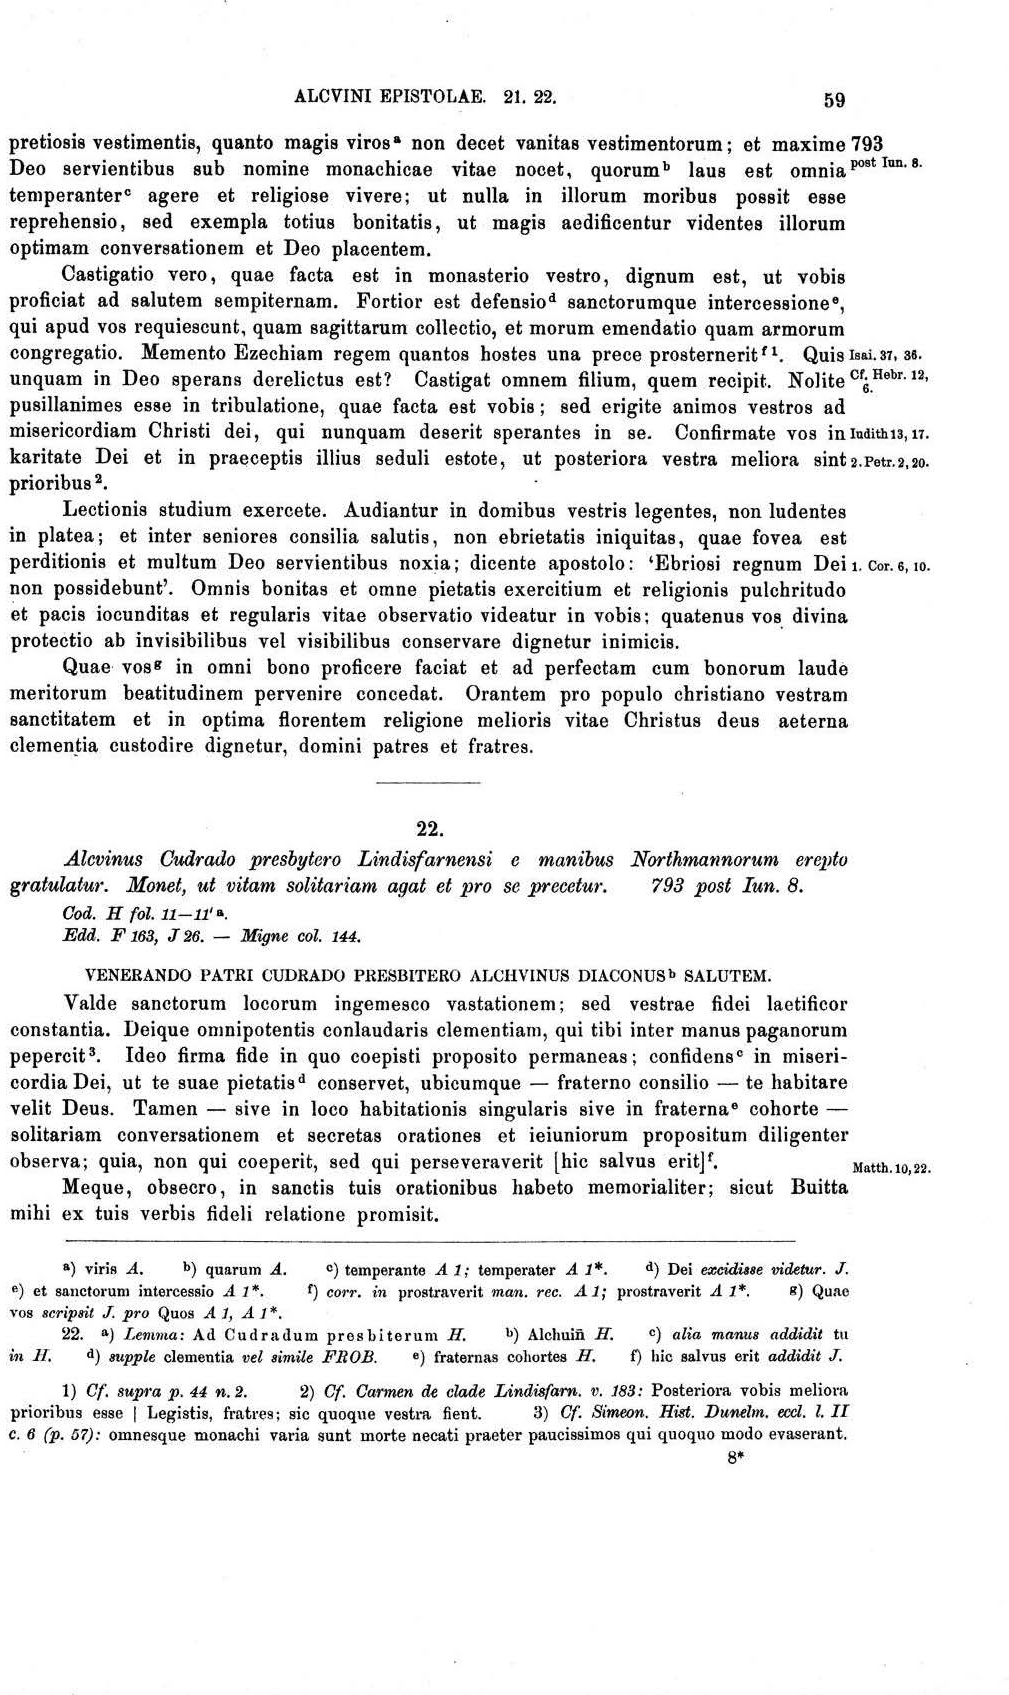 ALCVINI EPISTOLAE. 21. 22. 59
pretiosis vestimentis, quanto magis virosᵃ non decet vanitas vestimentorum; et maxime 793
Deo servientibus sub nomine monachicae vitae nocet, quorumᵇ laus est omnia post Iun. 8.
temperanterᶜ agere et religiose vivere; ut nulla in illorum moribus possit esse
reprehensio, sed exempla totius bonitatis, ut magis aedificentur videntes illorum
optimam conversationem et Deo placentem.
Castigatio vero, quae facta est in monasterio vestro, dignum est, ut vobis
proficiat ad salutem sempiternam. Fortior est defensioᵈ sanctorumque intercessioneᵉ,
qui apud vos requiescunt, quam sagittarum collectio, et morum emendatio quam armorum
congregatio. Memento Ezechiam regem quantos hostes una prece prosterneritᶠ ¹. Quis Isai. 37, 36.
unquam in Deo sperans derelictus est? Castigat omnem filium, quem recipit. Nolite Cf. Hebr. 12, 6.
pusillanimes esse in tribulatione, quae facta est vobis; sed erigite animos vestros ad
misericordiam Christi dei, qui nunquam deserit sperantes in se. Confirmate vos in Iudith 13, 17.
karitate Dei et in praeceptis illius seduli estote, ut posteriora vestra meliora sint 2. Petr. 2, 20.
prioribus².
Lectionis studium exercete. Audiantur in domibus vestris legentes, non ludentes
in platea; et inter seniores consilia salutis, non ebrietatis iniquitas, quae fovea est
perditionis et multum Deo servientibus noxia; dicente apostolo: ‘Ebriosi regnum Dei 1. Cor. 6, 10.
non possidebunt’. Omnis bonitas et omne pietatis exercitium et religionis pulchritudo
et pacis iocunditas et regularis vitae observatio videatur in vobis; quatenus vos divina
protectio ab invisibilibus vel visibilibus conservare dignetur inimicis.
Quae vosᵍ in omni bono proficere faciat et ad perfectam cum bonorum laude
meritorum beatitudinem pervenire concedat. Orantem pro populo christiano vestram
sanctitatem et in optima florentem religione melioris vitae Christus deus aeterna
clementia custodire dignetur, domini patres et fratres.
22.
Alcvinus Cudrado presbytero Lindisfarnensi e manibus Northmannorum erepto
gratulatur. Monet, ut vitam solitariam agat et pro se precetur. 793 post Iun. 8.
Cod. H fol. 11—11'ᵃ.
Edd. F 163, J 26. — Migne col. 144.
VENERANDO PATRI CUDRADO PRESBITERO ALCHVINUS DIACONUSᵇ SALUTEM.
Valde sanctorum locorum ingemesco vastationem; sed vestrae fidei laetificor
constantia. Deique omnipotentis conlaudaris clementiam, qui tibi inter manus paganorum
pepercit³. Ideo firma fide in quo coepisti proposito permaneas; confidensᶜ in miseri-
cordia Dei, ut te suae pietatisᵈ conservet, ubicumque — fraterno consilio — te habitare
velit Deus. Tamen — sive in loco habitationis singularis sive in fraternaᵉ cohorte —
solitariam conversationem et secretas orationes et ieiuniorum propositum diligenter
observa; quia, non qui coeperit, sed qui perseveraverit [hic salvus erit]ᶠ. Matth. 10, 22.
Meque, obsecro, in sanctis tuis orationibus habeto memorialiter; sicut Buitta
mihi ex tuis verbis fideli relatione promisit.
ᵃ) viris A. ᵇ) quarum A. ᶜ) temperante A 1; temperater A 1*. ᵈ) Dei excidisse videtur. J.
ᵉ) et sanctorum intercessio A 1*. ᶠ) corr. in prostraverit man. rec. A 1; prostraverit A 1*. ᵍ) Quae
vos scripsit J. pro Quos A 1, A 1*.
22. ᵃ) Lemma: Ad Cudradum presbiterum H. ᵇ) Alchuiñ H. ᶜ) alia manus addidit tu
in H. ᵈ) supple clementia vel simile FROB. ᵉ) fraternas cohortes H. f) hic salvus erit addidit J.
1) Cf. supra p. 44 n. 2. 2) Cf. Carmen de clade Lindisfarn. v. 183: Posteriora vobis meliora
prioribus esse | Legistis, fratres; sic quoque vestra fient. 3) Cf. Simeon. Hist. Dunelm. eccl. l. II
c. 6 (p. 57): omnesque monachi varia sunt morte necati praeter paucissimos qui quoquo modo evaserant.
8*